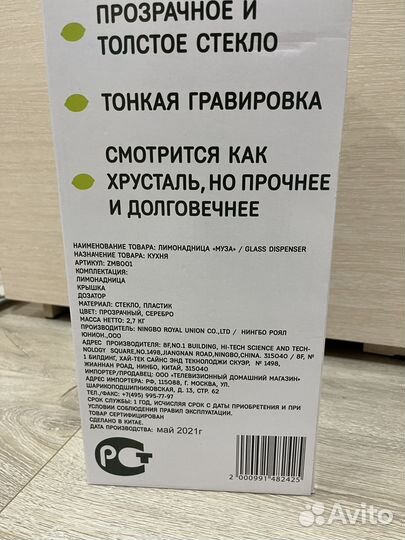 ПРОЗРАЧНОЕ И
ТОЛСТОЕ СТЕКЛО
ТОНКАЯ ГРАВИРОВКА
СМОТРИТСЯ КАК
ХРУСТАЛЬ, НО ПРОЧНЕЕ
И ДОЛГОВЕЧНЕЕ
НАИМЕНОВАНИЕ ТОВАРА: ЛИМОНАДНИЦА «МУЗА» / GLASS DISPENSER
НАЗНАЧЕНИЕ ТОВАРА: КУХНЯ
АРТИКУЛ: ZMB001
КОМПЛЕКТАЦИЯ:
ЛИМОНАДНИЦА
КРЫШКА
ДОЗАТОР
МАТЕРИАЛ: СТЕКЛО, ПЛАСТИК
ЦВЕТ: ПРОЗРАЧНЫЙ, СЕРЕБРО
МАССА НЕТТО: 2,7 КГ
ПРОИЗВОДИТЕЛЬ: NINGBO ROYAL UNION CO.,LTD / НИНГБО РОЯЛ
ЮНИОН.,ООО
АДРЕС ПРОИЗВОДИТЕЛЯ: 8F,NO.1 BUILDING, HI-TECH SCIENCE AND TECH-
NOLOGY SQUARE,NO.1498,JIANGNAN ROAD,NINGBO,CHINA. 315040 / 8F, №
1 БИЛДИНГ, ХАЙ-ТЕК САЙНС ЭНД ТЕКНОЛОДЖИ СКУЭР, № 1498,
ЖИАННАН РОАД, НИНБО, КИТАЙ, 315040
ИМПОРТЕР/ПРОДАВЕЦ: ООО «ТЕЛЕВИЗИОННЫЙ ДОМАШНИЙ МАГАЗИН»
АДРЕС ИМПОРТЕРА: РФ, 115088, Г. МОСКВА, УЛ.
ШАРИКОПОДШИПНИКОВСКАЯ, Д. 13, СТР. 62
ТЕЛ./ФАКС: +7(495) 995-77-97
СРОК СЛУЖБЫ: 1 ГОД, ИСЧИСЛЯЯ СРОК С ДАТЫ ПРИОБРЕТЕНИЯ И ПРИ
УСЛОВИИ СОБЛЮДЕНИЯ ПРАВИЛ ЭКСПЛУАТАЦИИ.
ТОВАР СЕРТИФИЦИРОВАН
СДЕЛАНО В КИТАЕ.
ДАТА ПРОИЗВОДСТВА: май 2021г
РСТ
2 000991 482425
Avito